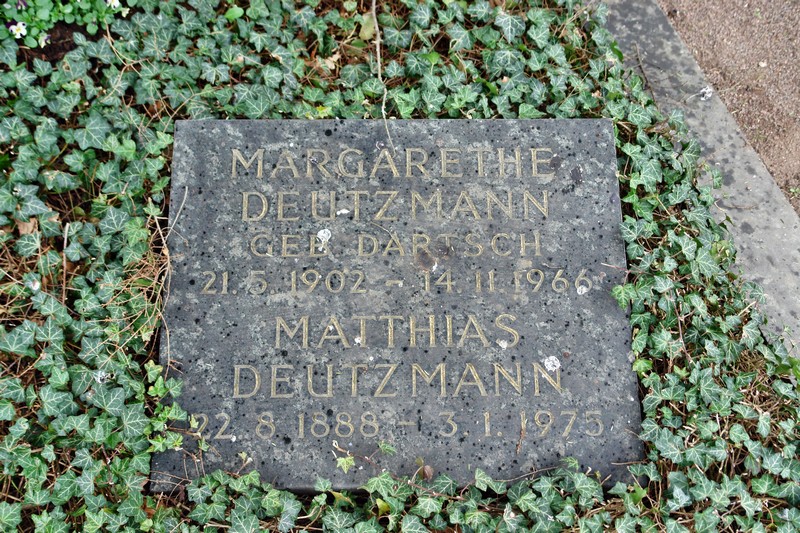 MARGARETHE
DEUTZMANN
GEB. DARTSCH
21. 5. 1902 – 14. 11. 1966
MATTHIAS
DEUTZMANN
22. 8. 1888 – 3. 1. 1975